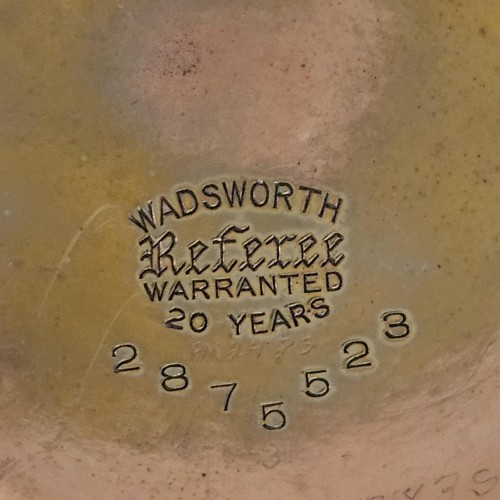 WADSWORTH
Referee
WARRANTED
20 YEARS
2875523